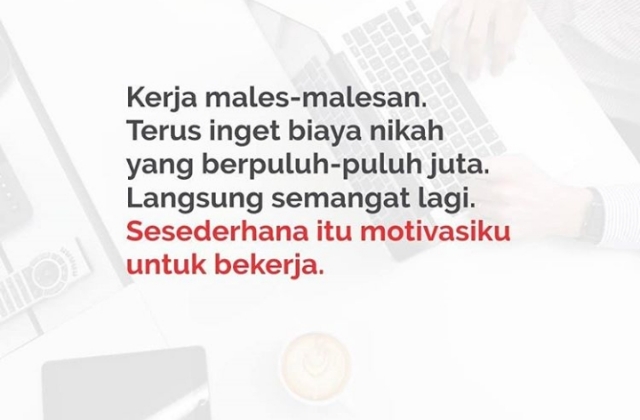 Kerja males-malesan.
Terus inget biaya nikah
yang berpuluh-puluh juta.
Langsung semangat lagi.
Sesederhana itu motivasiku
untuk bekerja.